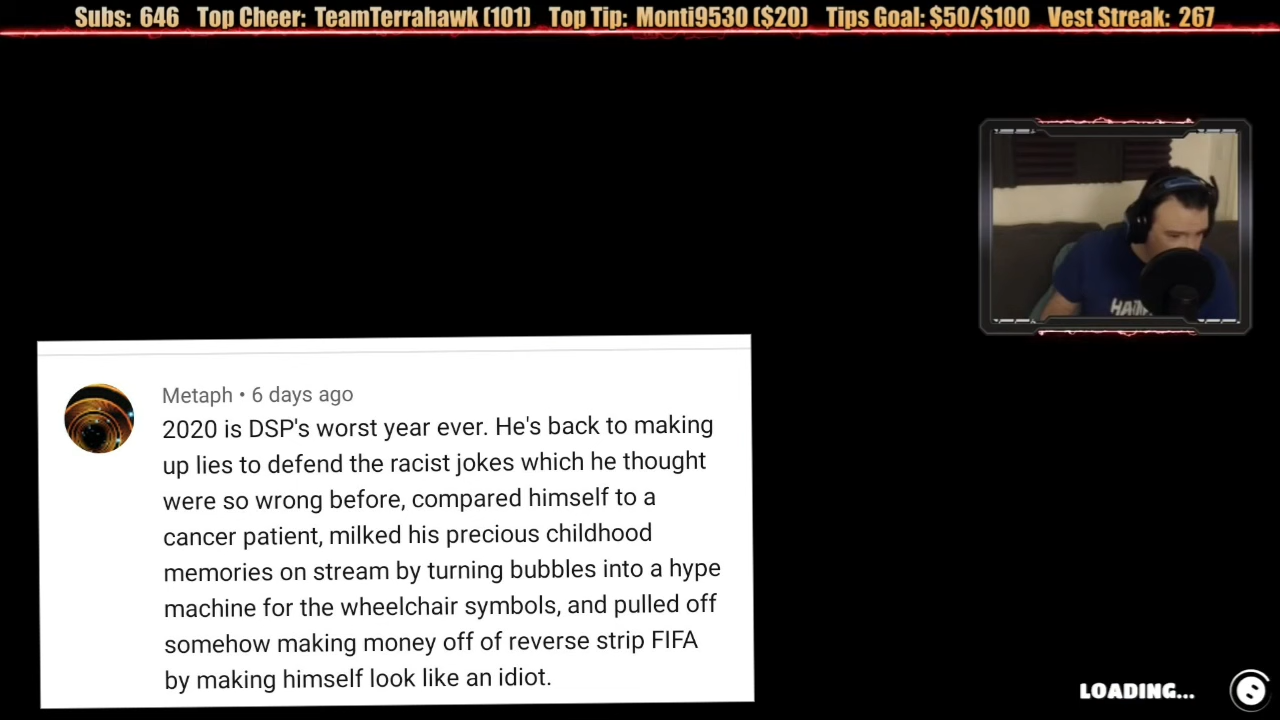 Subs: 646 Top Cheer: TeamTerrahawk (101) Top Tip: Monti9530 ($20) Tips Goal: $50/$100 Vest Streak: 267
Metaph • 6 days ago
2020 is DSP's worst year ever. He's back to making
up lies to defend the racist jokes which he thought
were so wrong before, compared himself to a
cancer patient, milked his precious childhood
memories on stream by turning bubbles into a hype
machine for the wheelchair symbols, and pulled off
somehow making money off of reverse strip FIFA
by making himself look like an idiot.
LOADING...